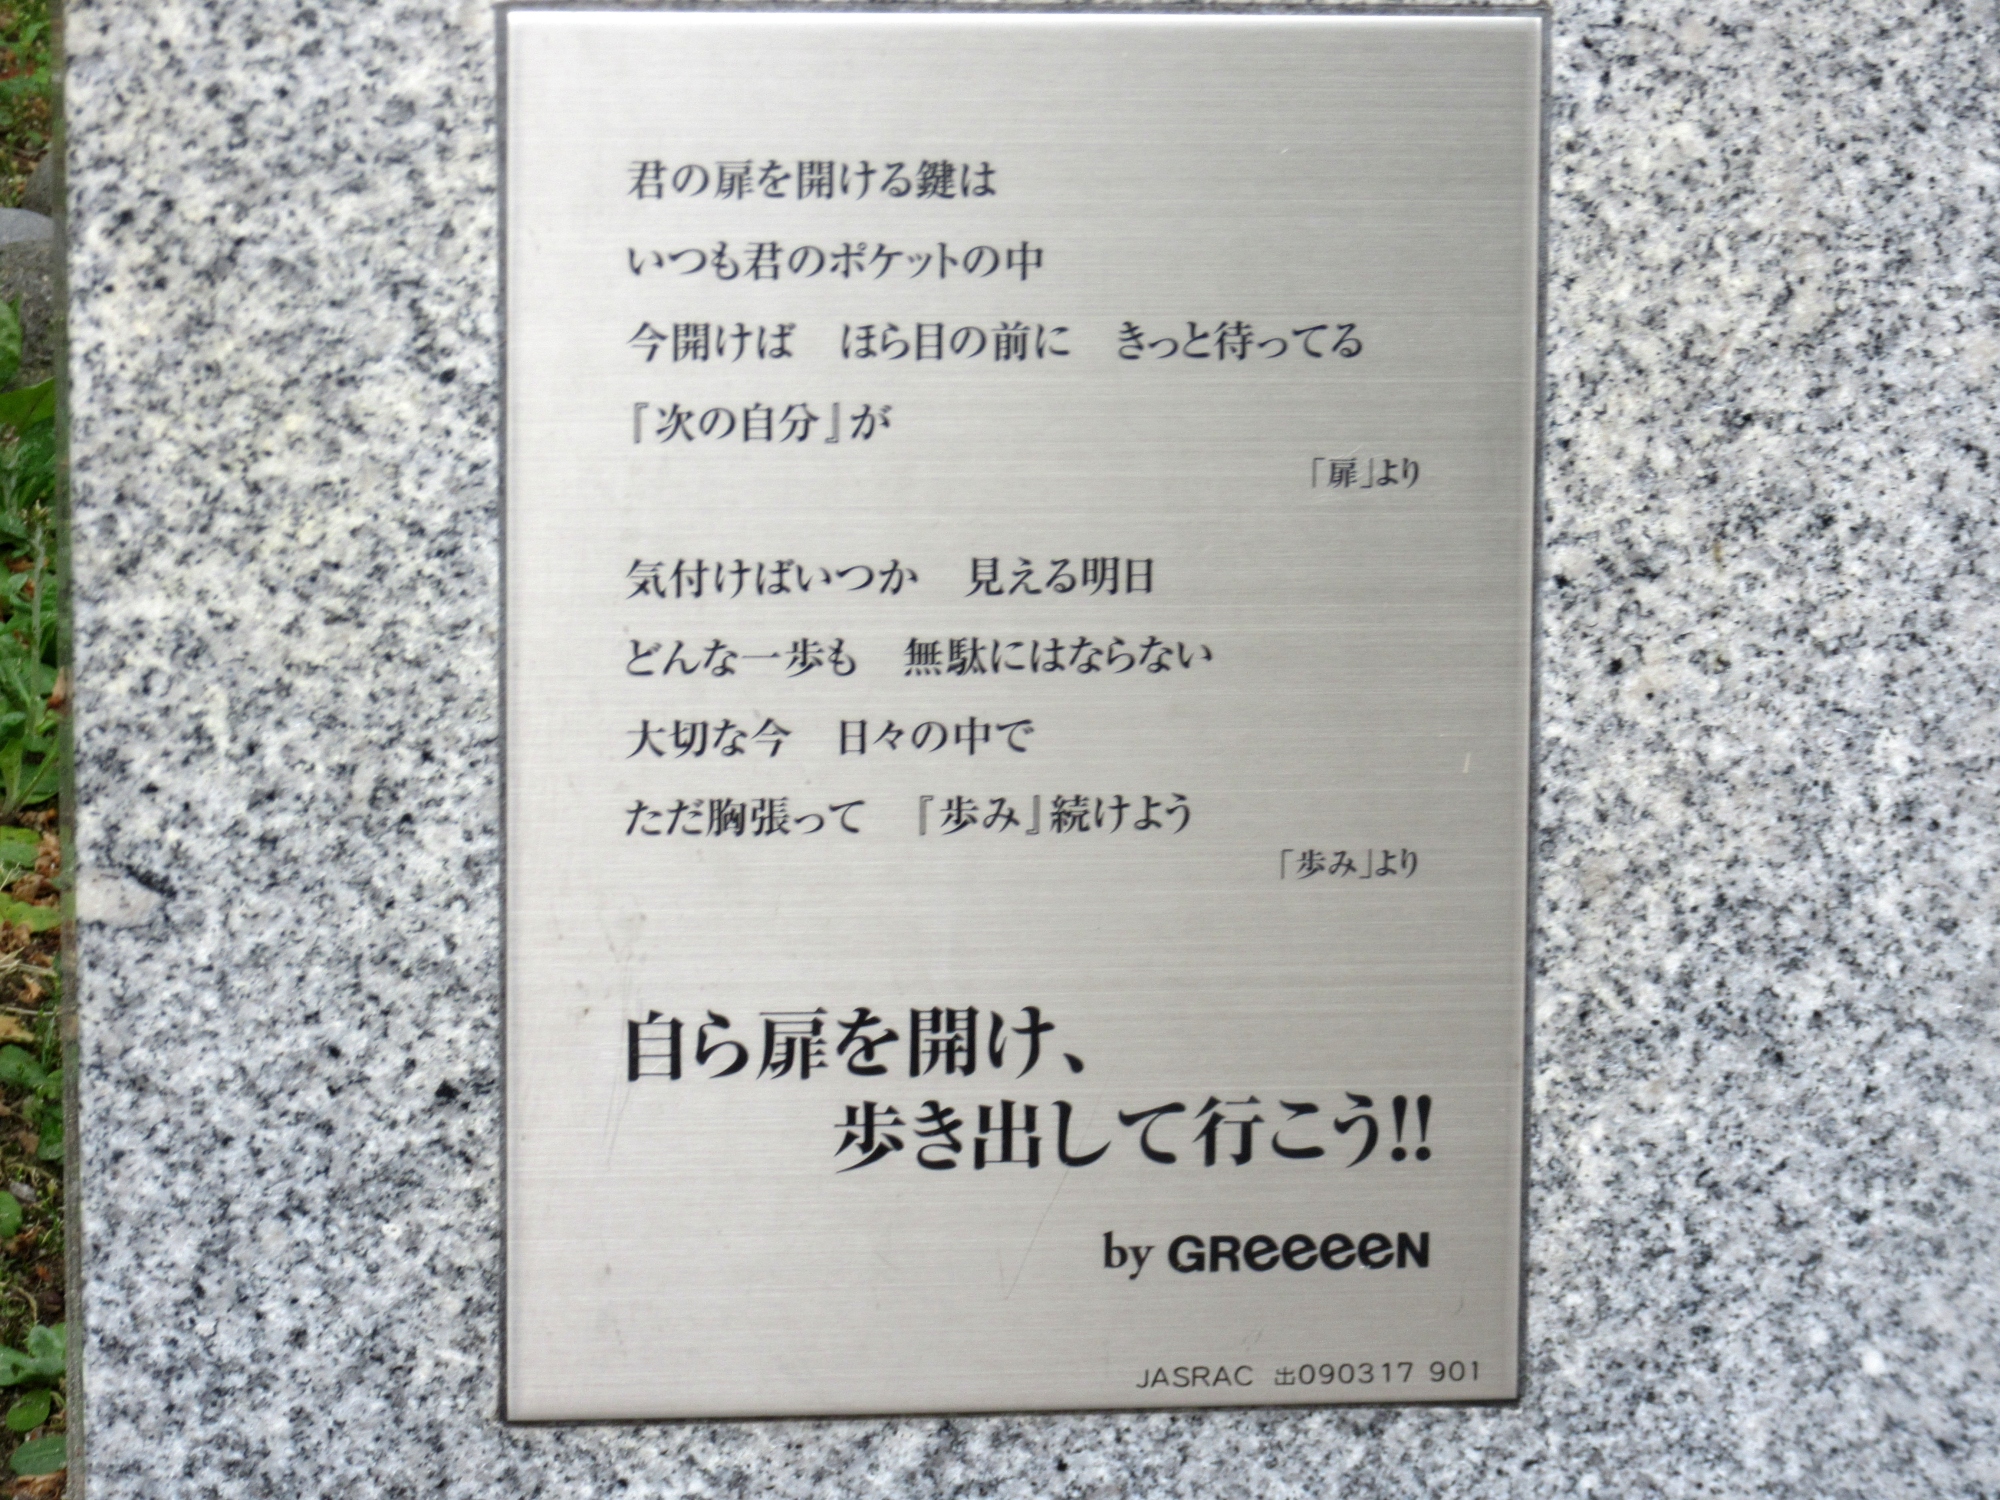 君の扉を開ける鍵は
いつも君のポケットの中
今開けば　ほら目の前に　きっと待ってる
『次の自分』が
「扉」より
気付けばいつか　見える明日
どんな一歩も　無駄にはならない
大切な今　日々の中で
ただ胸張って　『歩み』続けよう
「歩み」より
自ら扉を開け、
歩き出して行こう!!
by GReeeeN
JASRAC 出090317 901